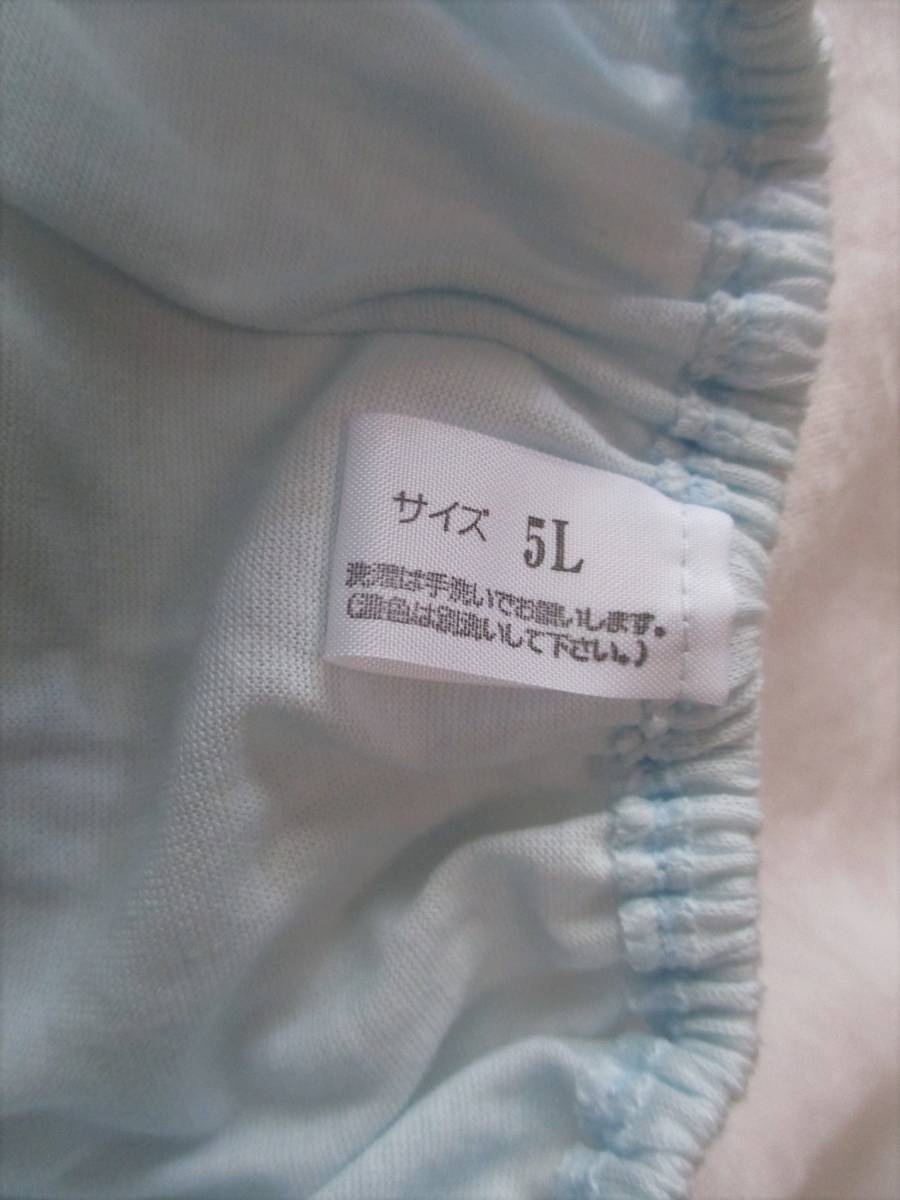 サイズ 5L
洗濯は手洗いでお願いします。
(濃色は別洗いして下さい。)